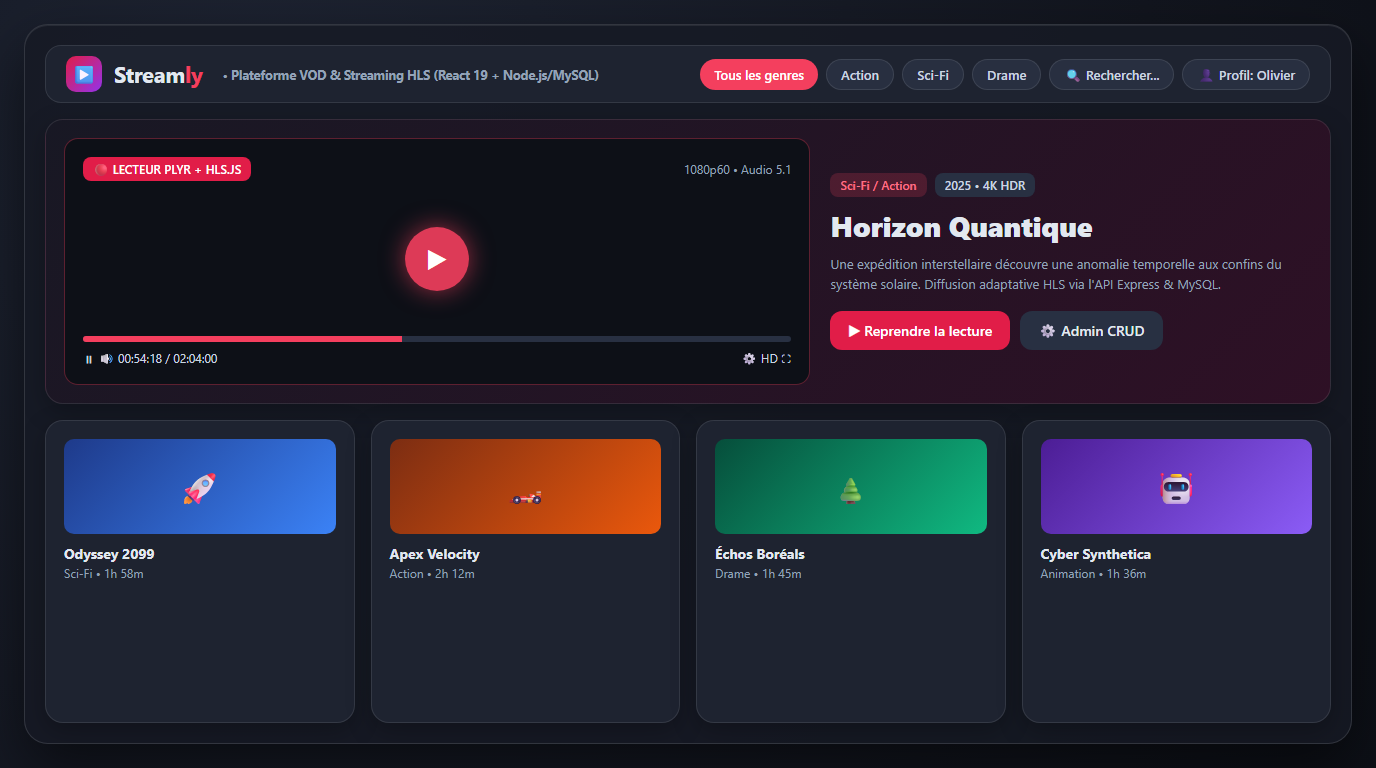 Streamly
• Plateforme VOD & Streaming HLS (React 19 + Node.js/MySQL)
Tous les genres
Action
Sci-Fi
Drame
Rechercher...
Profil: Olivier
LECTEUR PLYR + HLS.JS
1080p60 • Audio 5.1
00:54:18 / 02:04:00
HD
Sci-Fi / Action
2025 • 4K HDR
Horizon Quantique
Une expédition interstellaire découvre une anomalie temporelle aux confins du
système solaire. Diffusion adaptative HLS via l'API Express & MySQL.
Reprendre la lecture
Admin CRUD
Odyssey 2099
Sci-Fi • 1h 58m
Apex Velocity
Action • 2h 12m
Échos Boréals
Drame • 1h 45m
Cyber Synthetica
Animation • 1h 36m